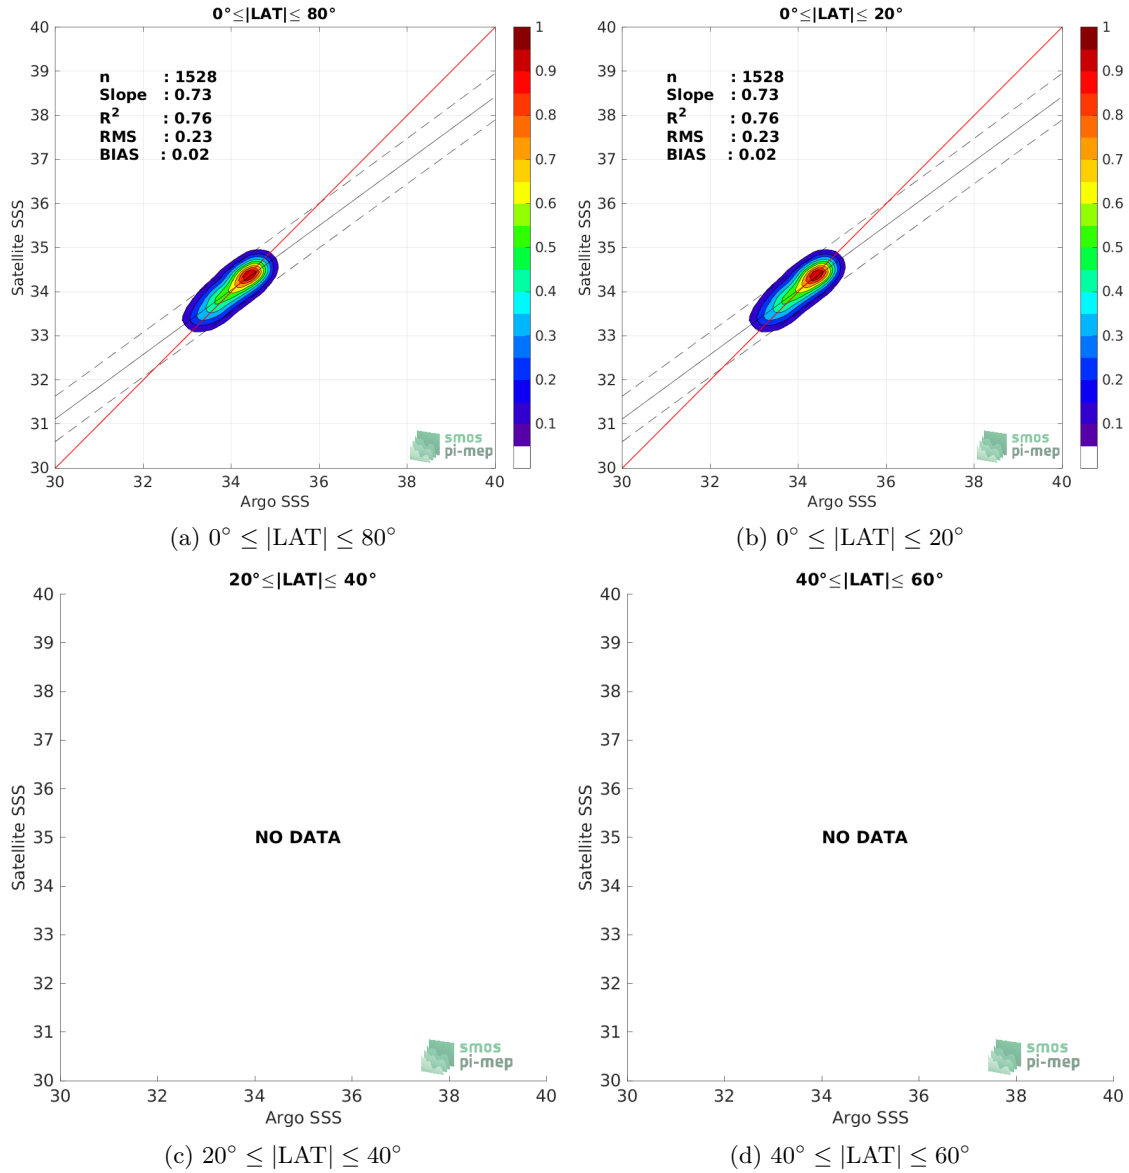 0°≤|LAT|≤ 80°
40
39
38
37
36
35
34
33
32
31
30
Satellite SSS
n : 1528
Slope : 0.73
R² : 0.76
RMS : 0.23
BIAS : 0.02
smos
pi-mep
30 32 34 36 38 40
Argo SSS
1
0.9
0.8
0.7
0.6
0.5
0.4
0.3
0.2
0.1
(a) 0° ≤ |LAT| ≤ 80°
0°≤|LAT|≤ 20°
40
39
38
37
36
35
34
33
32
31
30
Satellite SSS
n : 1528
Slope : 0.73
R² : 0.76
RMS : 0.23
BIAS : 0.02
smos
pi-mep
30 32 34 36 38 40
Argo SSS
1
0.9
0.8
0.7
0.6
0.5
0.4
0.3
0.2
0.1
(b) 0° ≤ |LAT| ≤ 20°
20°≤|LAT|≤ 40°
40
39
38
37
36
35
34
33
32
31
30
Satellite SSS
NO DATA
smos
pi-mep
30 32 34 36 38 40
Argo SSS
(c) 20° ≤ |LAT| ≤ 40°
40°≤|LAT|≤ 60°
40
39
38
37
36
35
34
33
32
31
30
Satellite SSS
NO DATA
smos
pi-mep
30 32 34 36 38 40
Argo SSS
(d) 40° ≤ |LAT| ≤ 60°